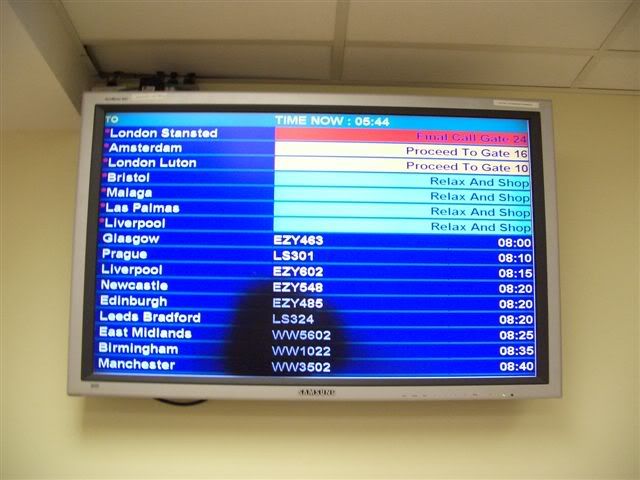 TO TIME NOW : 05:44
*London Stansted Final Call Gate 24
*Amsterdam Proceed To Gate 16
*London Luton Proceed To Gate 10
*Bristol Relax And Shop
*Malaga Relax And Shop
*Las Palmas Relax And Shop
*Liverpool Relax And Shop
Glasgow EZY463 08:00
Prague LS301 08:10
Liverpool EZY602 08:15
Newcastle EZY548 08:20
Edinburgh EZY485 08:20
Leeds Bradford LS324 08:20
East Midlands WW5602 08:25
Birmingham WW1022 08:35
Manchester WW3502 08:40
SAMSUNG